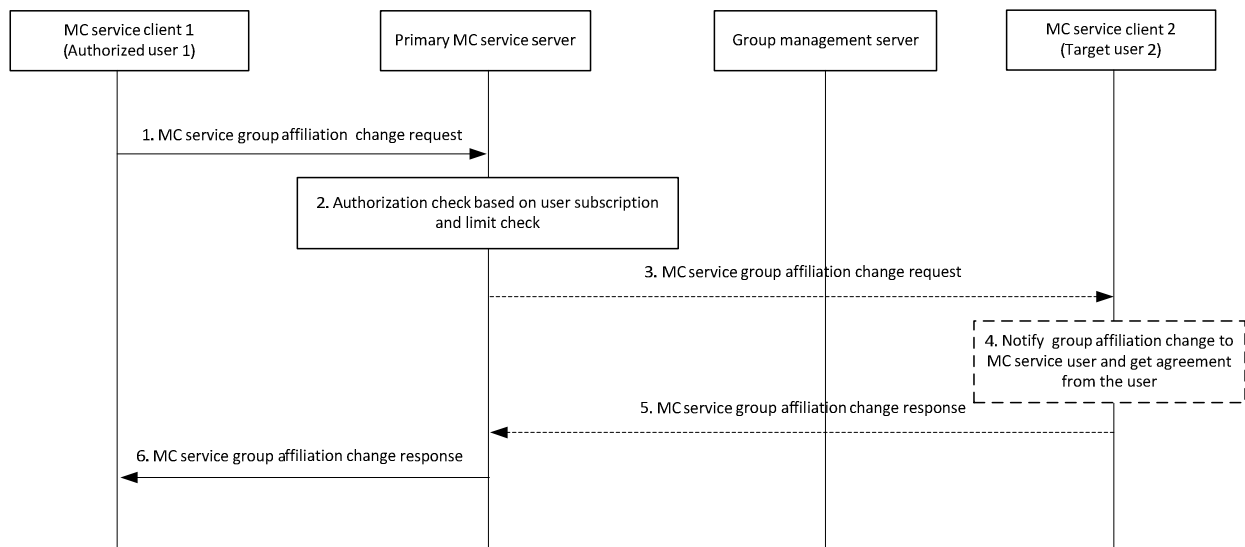 MC service client 1
(Authorized user 1)
Primary MC service server
Group management server
MC service client 2
(Target user 2)
1. MC service group affiliation change request
2. Authorization check based on user subscription
and limit check
3. MC service group affiliation change request
4. Notify group affiliation change to
MC service user and get agreement
from the user
5. MC service group affiliation change response
6. MC service group affiliation change response